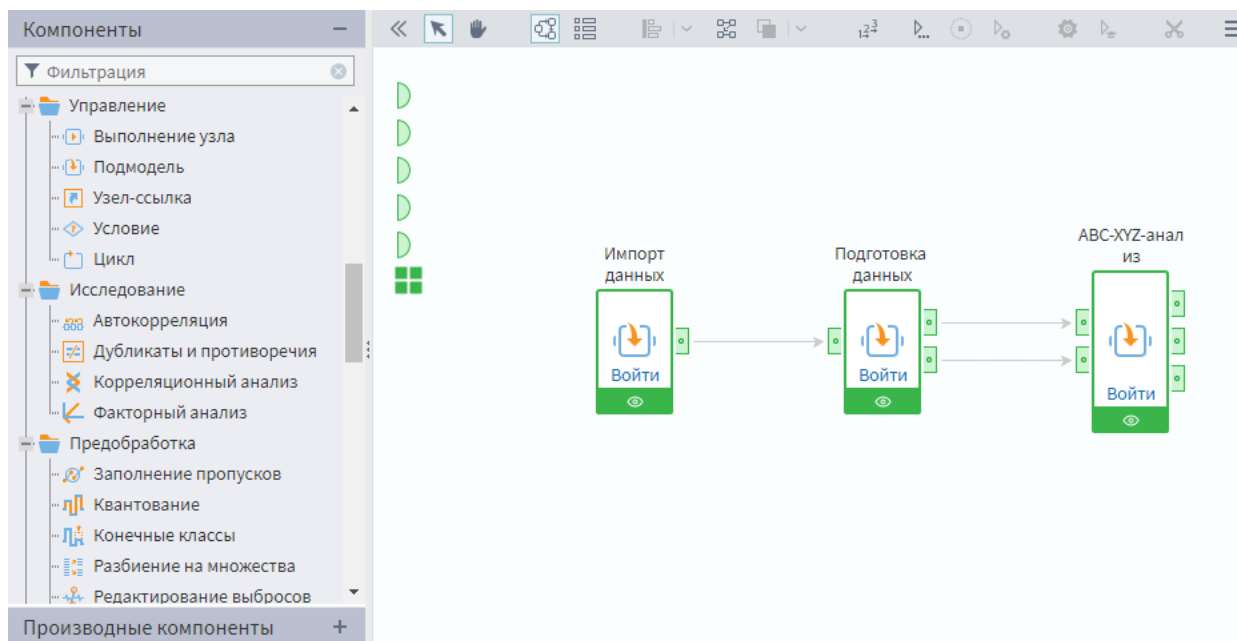 Компоненты
Фильтрация
Управление
Выполнение узла
Подмодель
Узел-ссылка
Условие
Цикл
Исследование
Автокорреляция
Дубликаты и противоречия
Корреляционный анализ
Факторный анализ
Предобработка
Заполнение пропусков
Квантование
Конечные классы
Разбиение на множества
Редактирование выбросов
Производные компоненты
Импорт
данных
Войти
Подготовка
данных
Войти
ABC-XYZ-анал
из
Войти